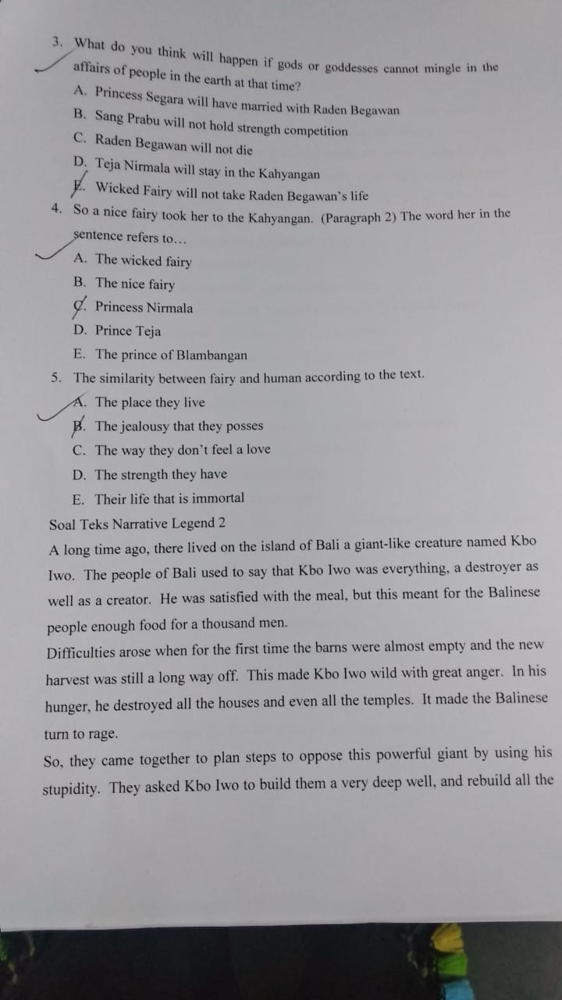 3. What do you think will happen if gods or goddesses cannot mingle in the
affairs of people in the earth at that time?
A. Princess Segara will have married with Raden Begawan
B. Sang Prabu will not hold strength competition
C. Raden Begawan will not die
D. Teja Nirmala will stay in the Kahyangan
E. Wicked Fairy will not take Raden Begawan's life
4. So a nice fairy took her to the Kahyangan. (Paragraph 2) The word her in the
sentence refers to…
A. The wicked fairy
B. The nice fairy
C. Princess Nirmala
D. Prince Teja
E. The prince of Blambangan
5. The similarity between fairy and human according to the text.
A. The place they live
B. The jealousy that they posses
C. The way they don't feel a love
D. The strength they have
E. Their life that is immortal
Soal Teks Narrative Legend 2
A long time ago, there lived on the island of Bali a giant-like creature named Kbo
Iwo. The people of Bali used to say that Kbo Iwo was everything, a destroyer as
well as a creator. He was satisfied with the meal, but this meant for the Balinese
people enough food for a thousand men.
Difficulties arose when for the first time the barns were almost empty and the new
harvest was still a long way off. This made Kbo Iwo wild with great anger. In his
hunger, he destroyed all the houses and even all the temples. It made the Balinese
turn to rage.
So, they came together to plan steps to oppose this powerful giant by using his
stupidity. They asked Kbo Iwo to build them a very deep well, and rebuild all the